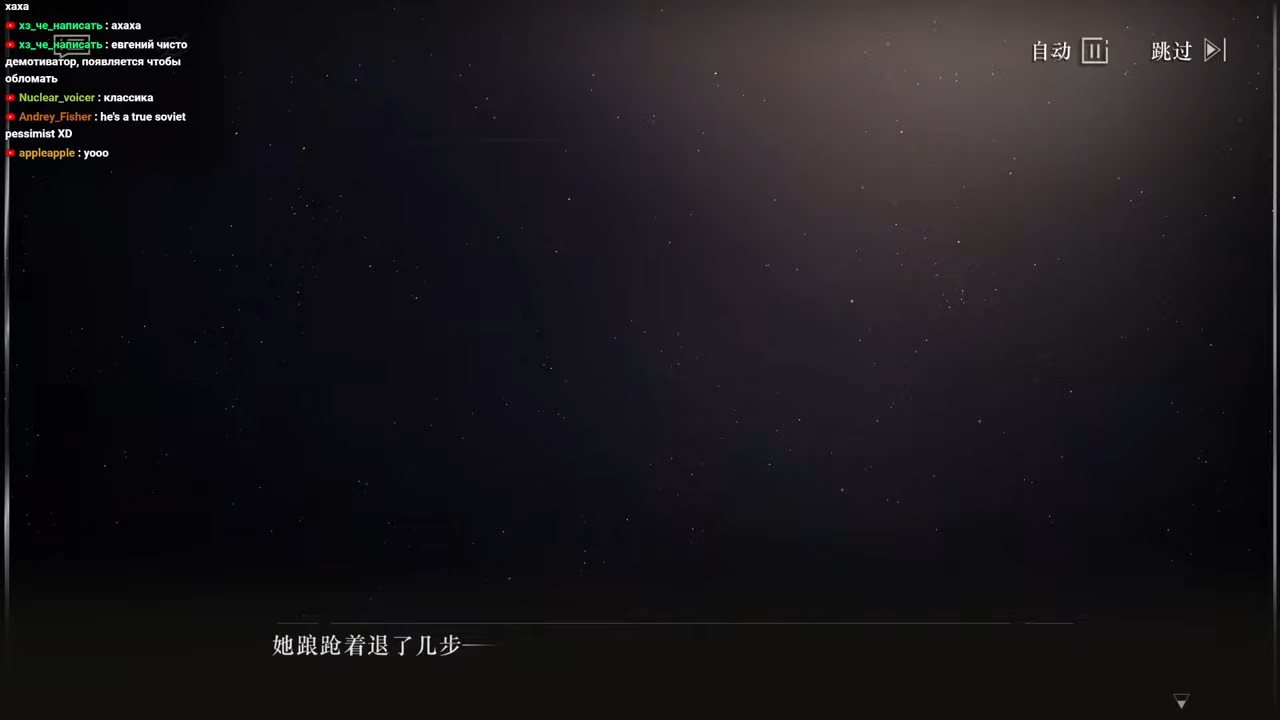 хаха
хз_че_написать : ахаха
хз_че_написать : евгений чисто
демотиватор, появляется чтобы
обломать
Nuclear_voicer : классика
Andrey_Fisher : he's a true soviet
pessimist XD
appleapple : yooo
自动
跳过
她踉跄着退了几步——